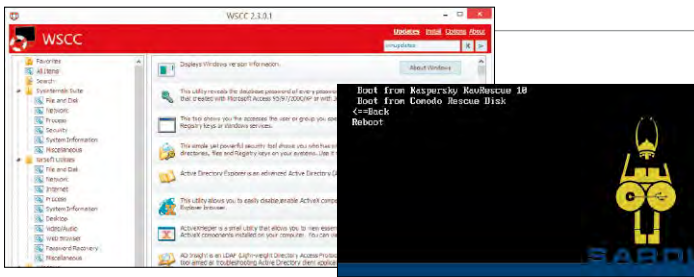 WSCC 2.3.0.1
WSCC
Updates Install Options About
Favorites
All Items
Search
Sysinternals Suite
File and Disk
Network
Process
Security
System Information
Miscellaneous
NirSoft Utilities
File and Disk
Network
Internet
Process
System Information
Desktop
Video/Audio
Web Browser
Password Recovery
Miscellaneous
Displays Windows version information.
About Windows
This utility reveals the database password of every password
that created with Microsoft Access 95/97/2000/XP or with
This tool shows you the accesses the user or group you
Registry keys or Windows services.
This simple yet powerful security tool shows you who has
directories, files and Registry keys on your systems. Use it
Active Directory Explorer is an advanced Active Directory
This utility allows you to easily disable/enable ActiveX
Explorer browser.
ActiveXHelper is a small utility that allows you to view
ActiveX components installed on your computer. You can
AD Insight is an LDAP (Light-weight Directory Access
tool aimed at troubleshooting Active Directory client
Boot from Kaspersky KavRescue 10
Boot from Comodo Rescue Disk
<==Back
Reboot
SARDU